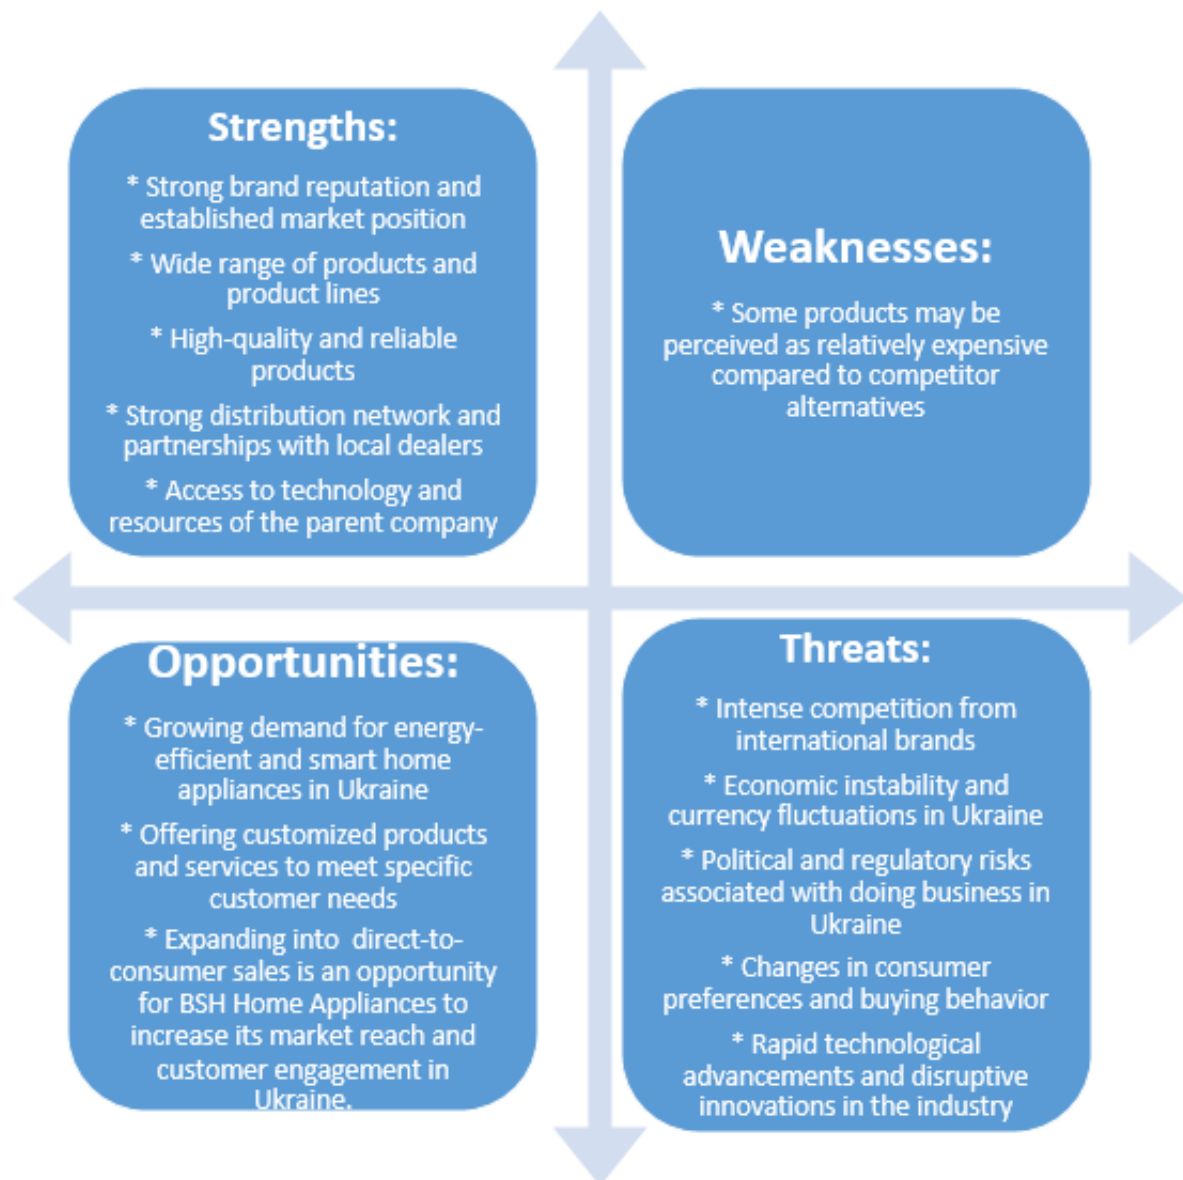 Strengths:
* Strong brand reputation and
established market position
* Wide range of products and
product lines
* High-quality and reliable
products
* Strong distribution network and
partnerships with local dealers
* Access to technology and
resources of the parent company
Weaknesses:
* Some products may be
perceived as relatively expensive
compared to competitor
alternatives
Opportunities:
* Growing demand for energy-
efficient and smart home
appliances in Ukraine
* Offering customized products
and services to meet specific
customer needs
* Expanding into  direct-to-
consumer sales is an opportunity
for BSH Home Appliances to
increase its market reach and
customer engagement in
Ukraine.
Threats:
* Intense competition from
international brands
* Economic instability and
currency fluctuations in Ukraine
* Political and regulatory risks
associated with doing business in
Ukraine
* Changes in consumer
preferences and buying behavior
* Rapid technological
advancements and disruptive
innovations in the industry